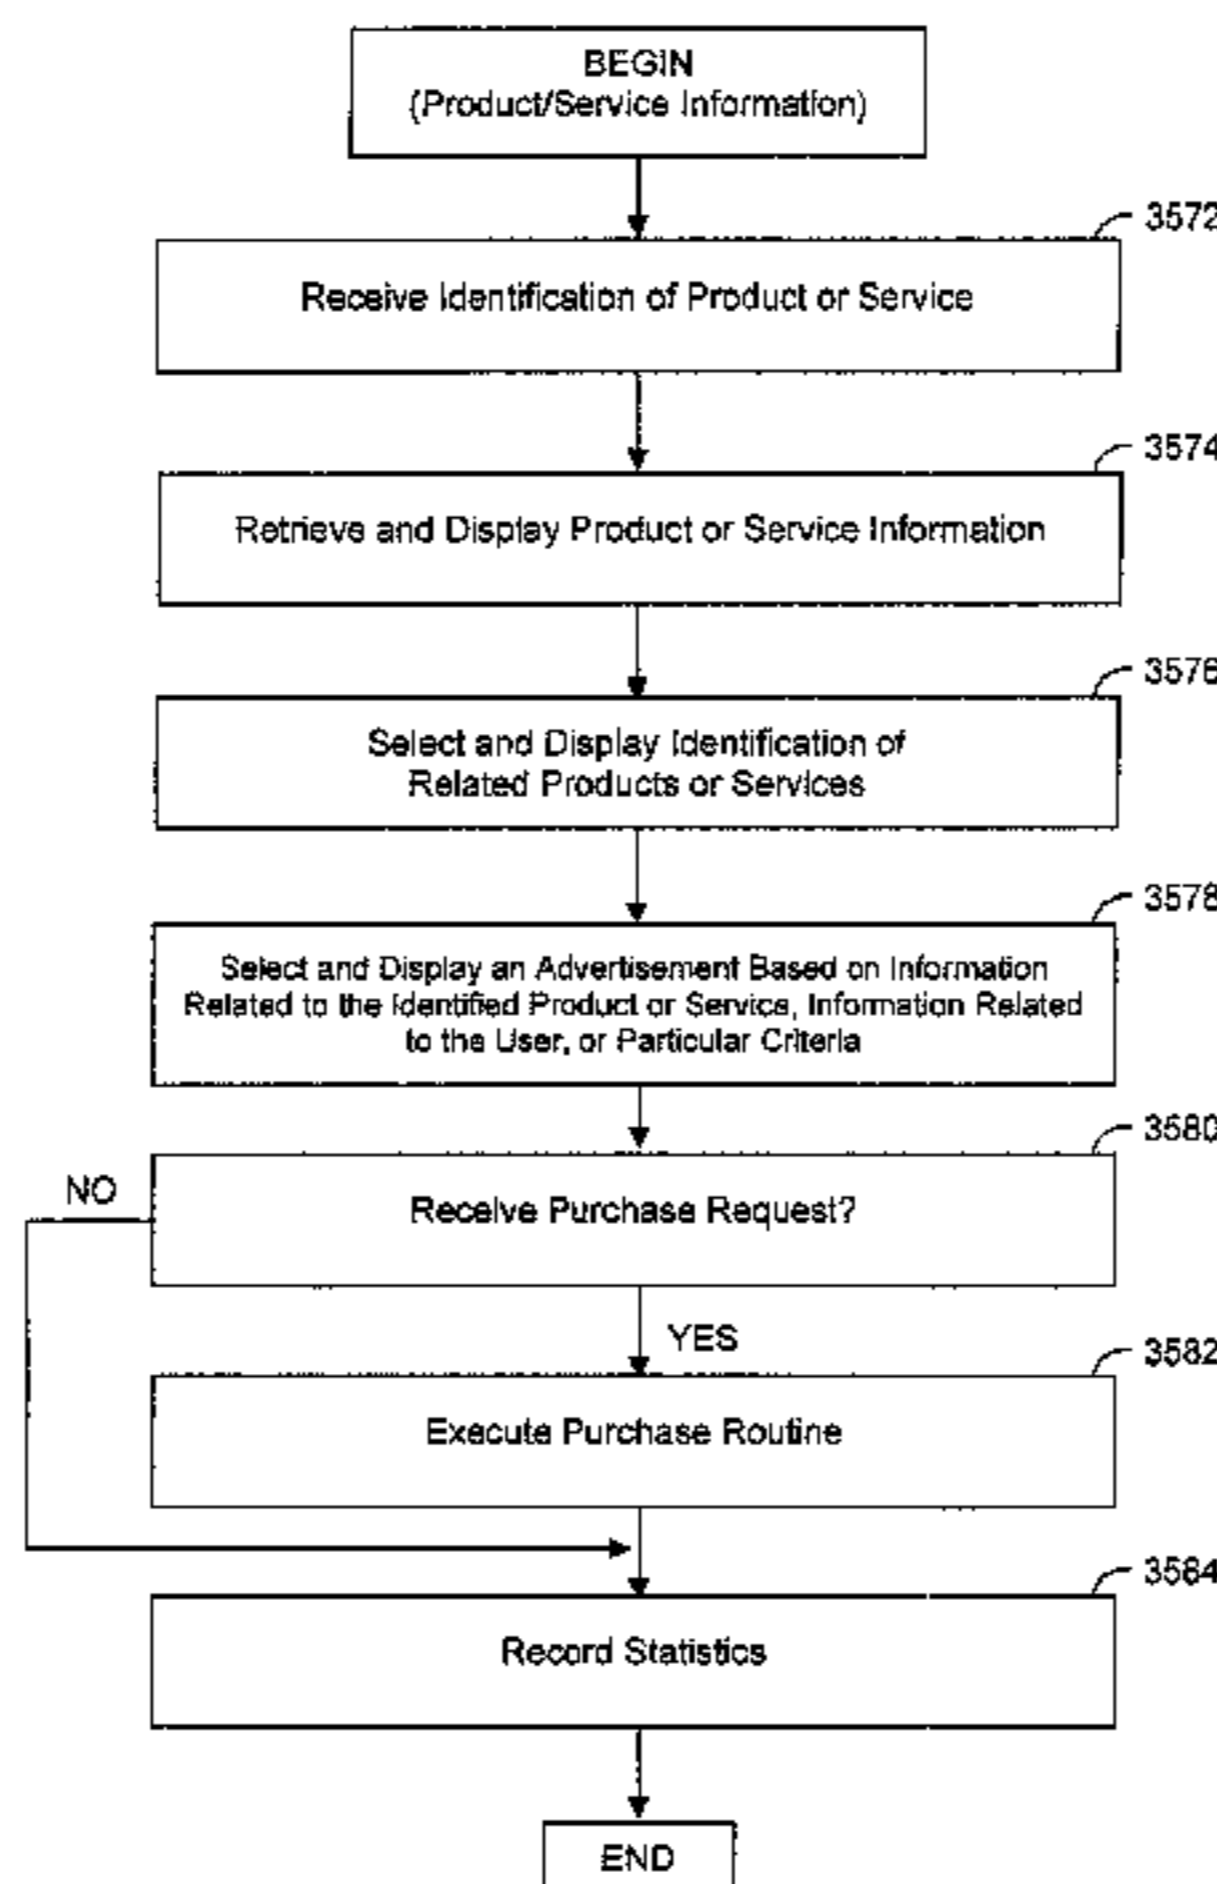 BEGIN
(Product/Service Information)
3572
Receive Identification of Product or Service
3574
Retrieve and Display Product or Service Information
3576
Select and Display Identification of
Related Products or Services
3578
Select and Display an Advertisement Based on Information
Related to the Identified Product or Service, Information Related
to the User, or Particular Criteria
3580
NO
Receive Purchase Request?
YES
3582
Execute Purchase Routine
3584
Record Statistics
END